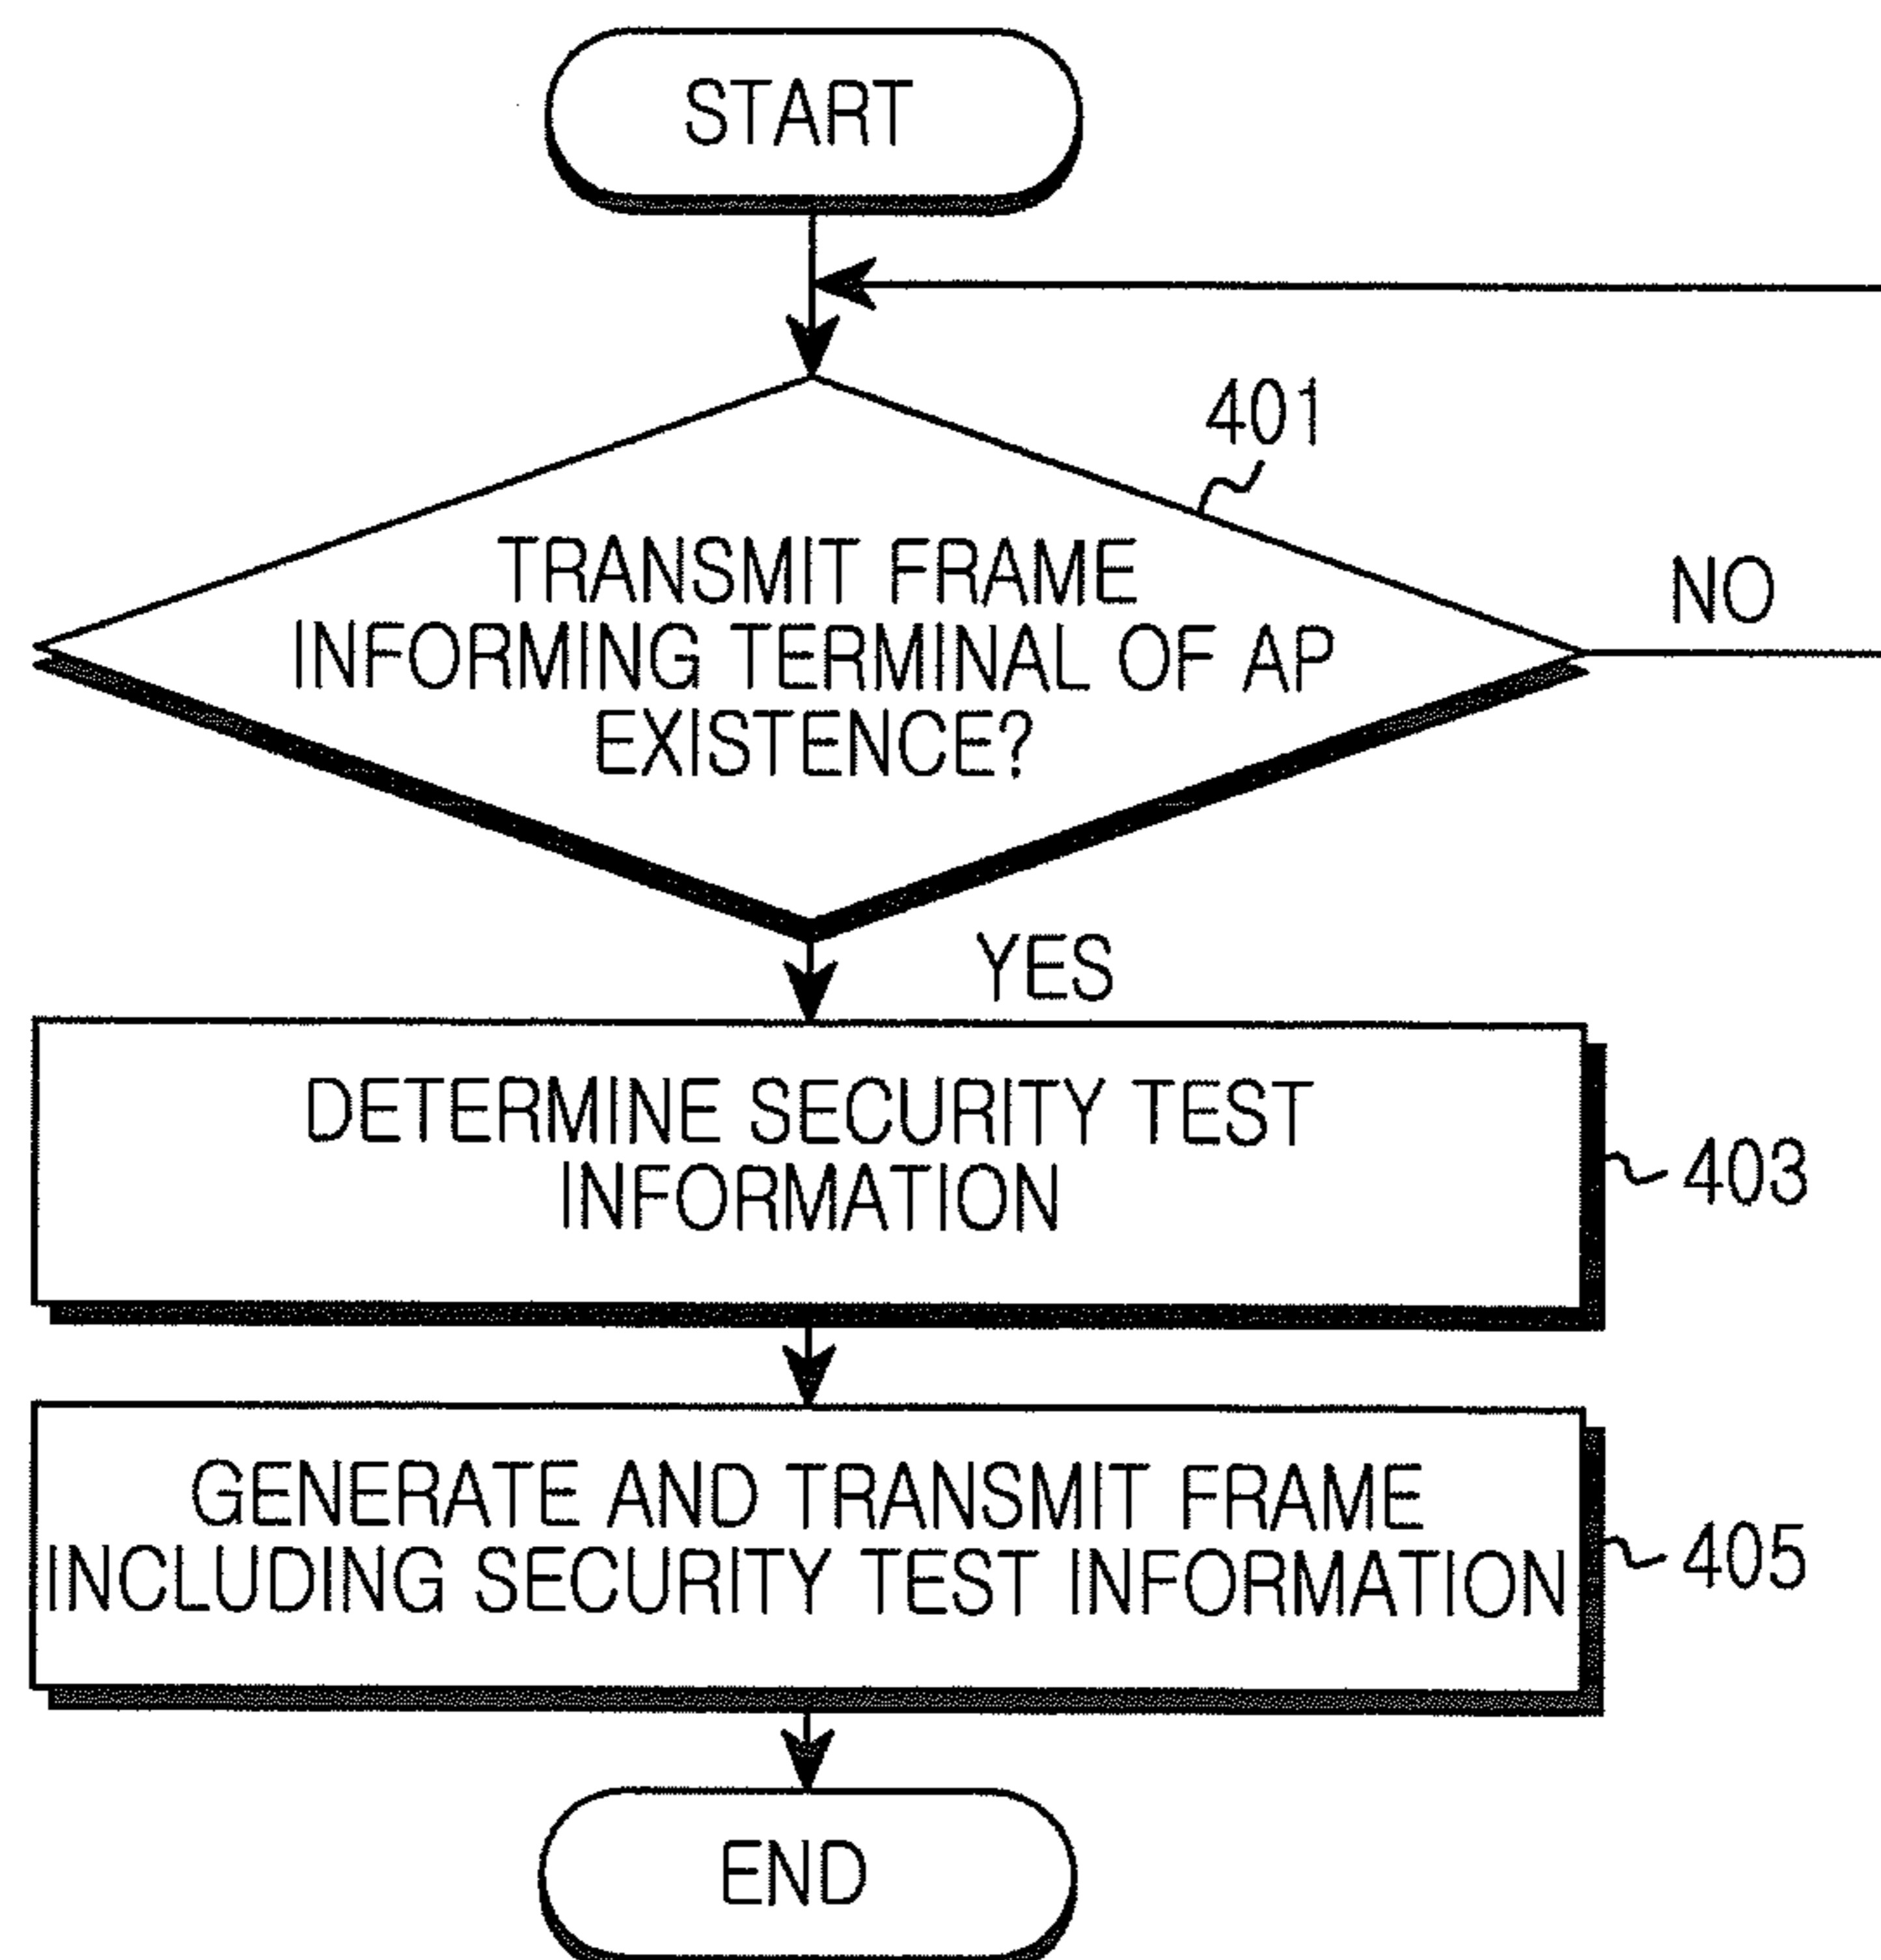 START
401
TRANSMIT FRAME
INFORMING TERMINAL OF AP
EXISTENCE?
NO
YES
DETERMINE SECURITY TEST
INFORMATION
403
GENERATE AND TRANSMIT FRAME
INCLUDING SECURITY TEST INFORMATION
405
END